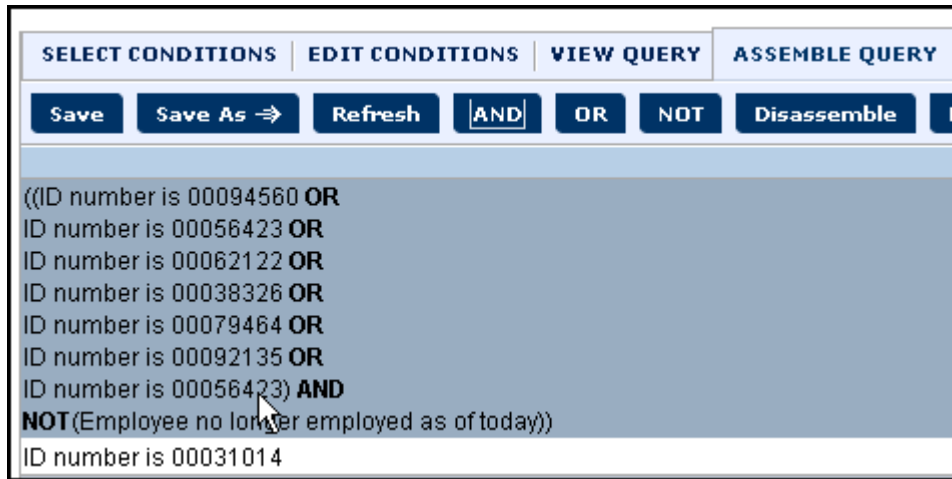 SELECT CONDITIONS EDIT CONDITIONS VIEW QUERY ASSEMBLE QUERY
Save Save As ⇒ Refresh AND OR NOT Disassemble
((ID number is 00094560 OR
ID number is 00056423 OR
ID number is 00062122 OR
ID number is 00038326 OR
ID number is 00079464 OR
ID number is 00092135 OR
ID number is 00056423) AND
NOT(Employee no longer employed as of today))
ID number is 00031014